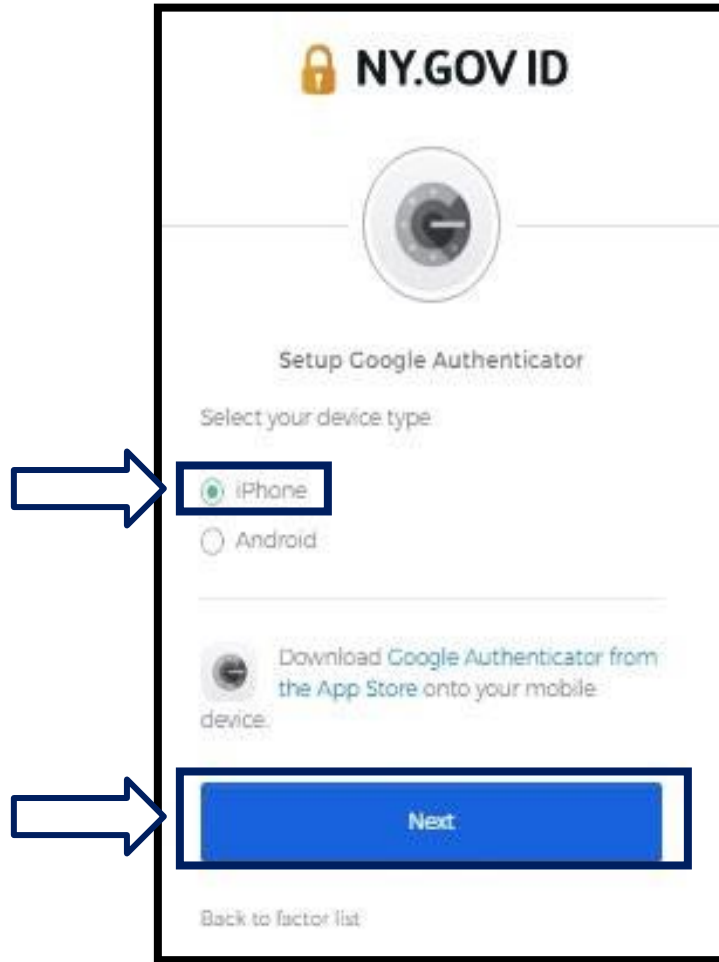 NY.GOV ID
Setup Google Authenticator
Select your device type
iPhone
Android
Download Google Authenticator from
the App Store onto your mobile
device.
Next
Back to factor list